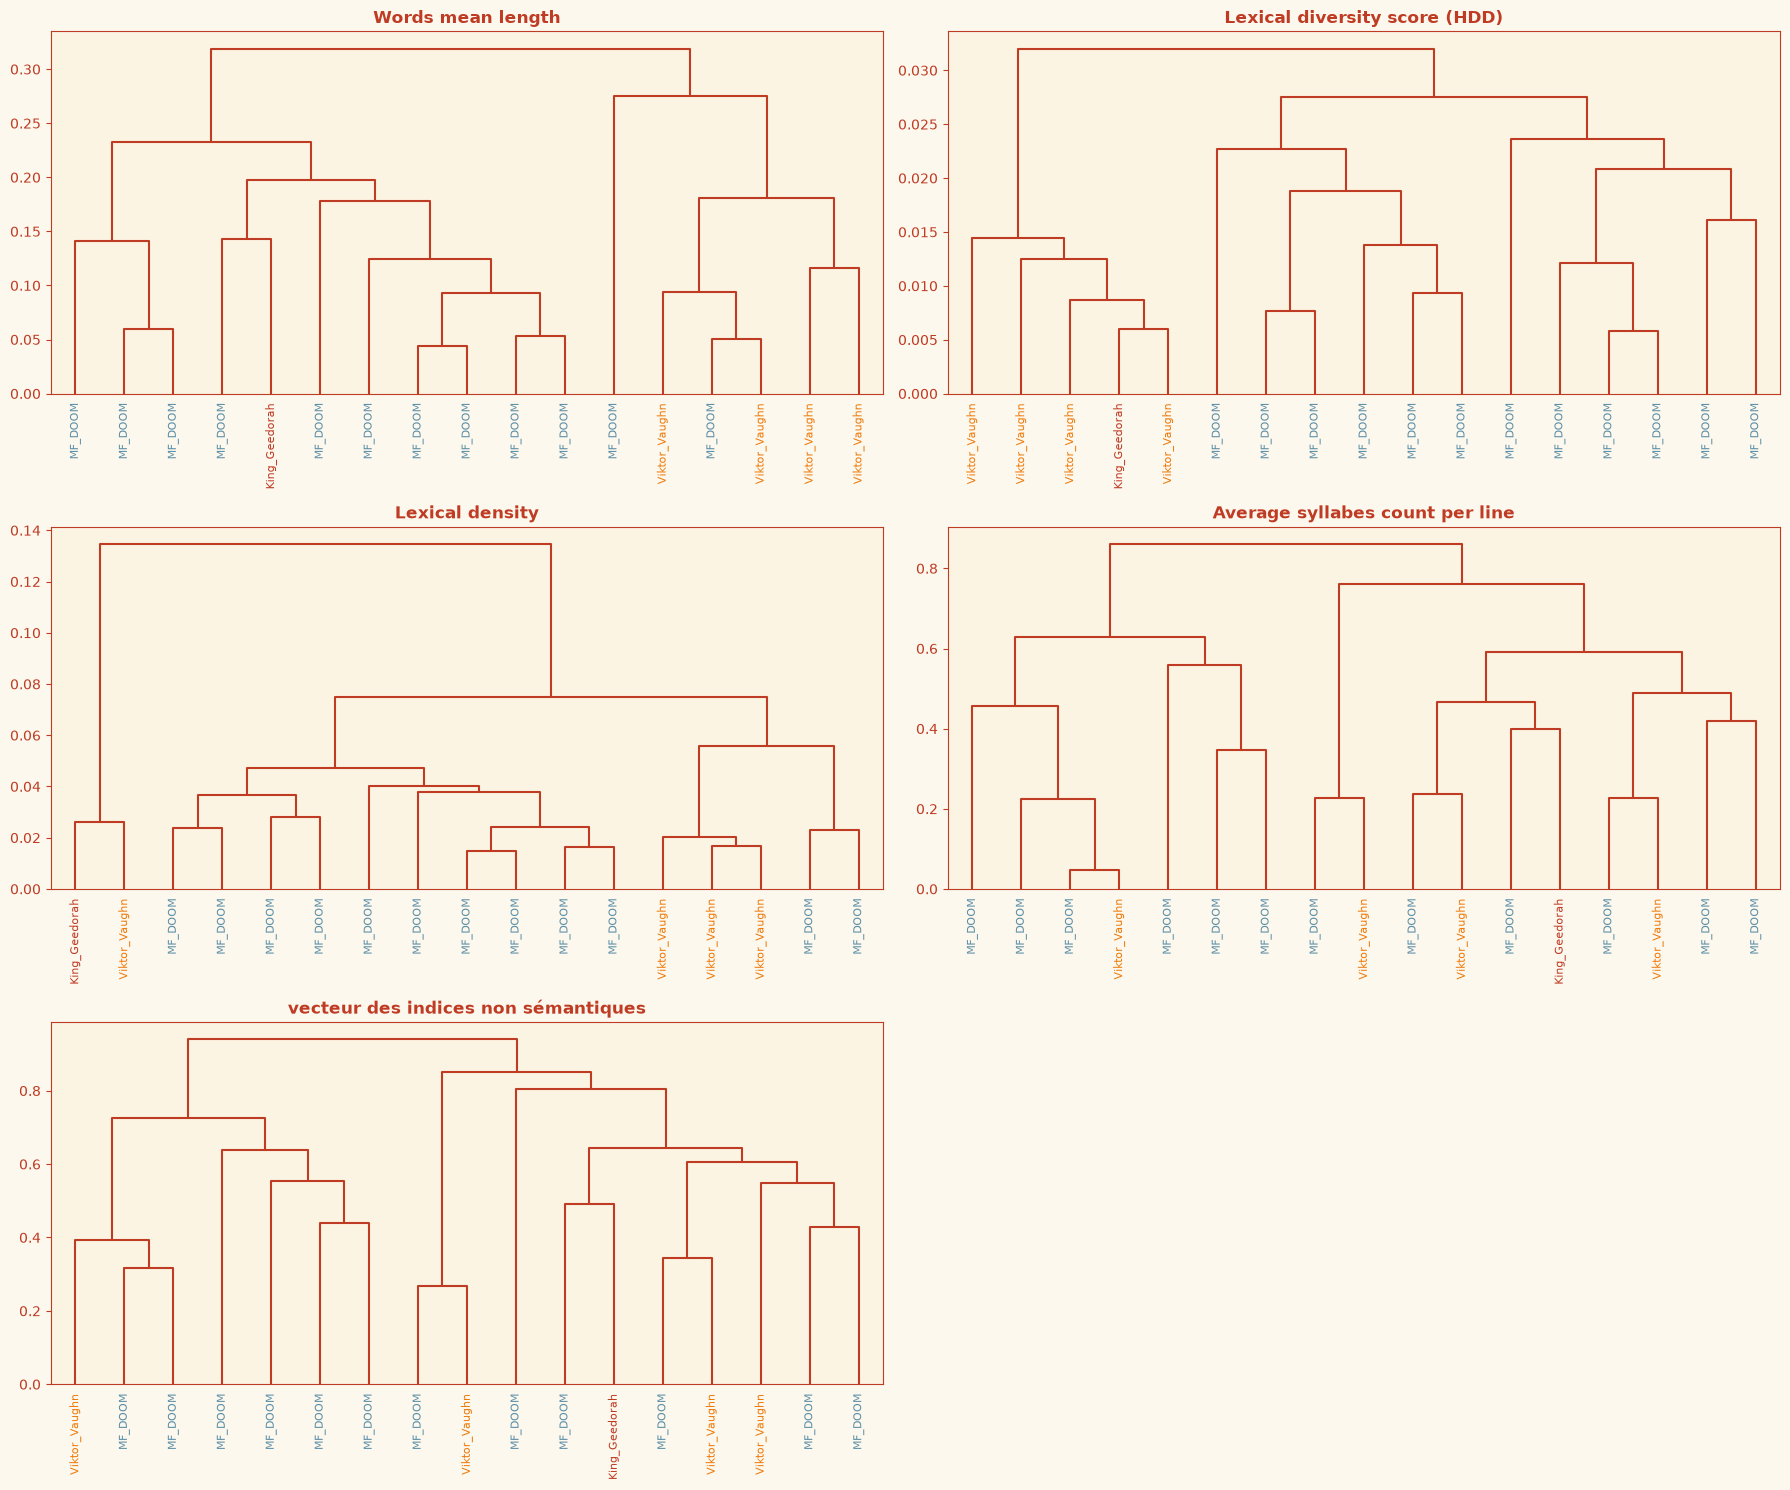 Words mean length
0.30
0.25
0.20
0.15
0.10
0.05
0.00
MF_DOOM
MF_DOOM
MF_DOOM
MF_DOOM
King_Geedorah
MF_DOOM
MF_DOOM
MF_DOOM
MF_DOOM
MF_DOOM
MF_DOOM
MF_DOOM
Viktor_Vaughn
MF_DOOM
Viktor_Vaughn
Viktor_Vaughn
Viktor_Vaughn
Lexical diversity score (HDD)
0.030
0.025
0.020
0.015
0.010
0.005
0.000
Viktor_Vaughn
Viktor_Vaughn
Viktor_Vaughn
King_Geedorah
Viktor_Vaughn
MF_DOOM
MF_DOOM
MF_DOOM
MF_DOOM
MF_DOOM
MF_DOOM
MF_DOOM
MF_DOOM
MF_DOOM
MF_DOOM
MF_DOOM
MF_DOOM
Lexical density
0.14
0.12
0.10
0.08
0.06
0.04
0.02
0.00
King_Geedorah
Viktor_Vaughn
MF_DOOM
MF_DOOM
MF_DOOM
MF_DOOM
MF_DOOM
MF_DOOM
MF_DOOM
MF_DOOM
MF_DOOM
MF_DOOM
Viktor_Vaughn
Viktor_Vaughn
Viktor_Vaughn
MF_DOOM
MF_DOOM
Average syllabes count per line
0.8
0.6
0.4
0.2
0.0
MF_DOOM
MF_DOOM
MF_DOOM
Viktor_Vaughn
MF_DOOM
MF_DOOM
MF_DOOM
MF_DOOM
Viktor_Vaughn
MF_DOOM
Viktor_Vaughn
MF_DOOM
King_Geedorah
MF_DOOM
Viktor_Vaughn
MF_DOOM
MF_DOOM
vecteur des indices non sémantiques
0.8
0.6
0.4
0.2
0.0
Viktor_Vaughn
MF_DOOM
MF_DOOM
MF_DOOM
MF_DOOM
MF_DOOM
MF_DOOM
MF_DOOM
Viktor_Vaughn
MF_DOOM
MF_DOOM
King_Geedorah
MF_DOOM
Viktor_Vaughn
Viktor_Vaughn
MF_DOOM
MF_DOOM